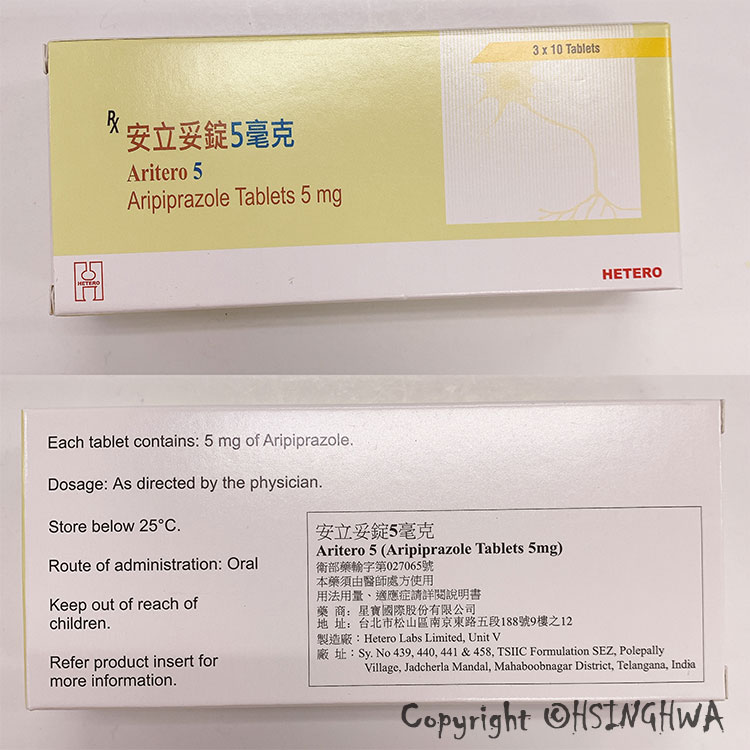 3 x 10 Tablets
Rx 安立妥錠5毫克
Aritero 5
Aripiprazole Tablets 5 mg
HETERO
HETERO
Each tablet contains: 5 mg of Aripiprazole.
Dosage: As directed by the physician.
Store below 25°C.
Route of administration: Oral
Keep out of reach of
children.
Refer product insert for
more information.
安立妥錠5毫克
Aritero 5 (Aripiprazole Tablets 5mg)
衛部藥輸字第027065號
本藥須由醫師處方使用
用法用量、適應症請詳閱說明書
藥 商：星寶國際股份有限公司
地 址：台北市松山區南京東路五段188號9樓之12
製造廠：Hetero Labs Limited, Unit V
廠 址：Sy. No 439, 440, 441 & 458, TSIIC Formulation SEZ, Polepally
Village, Jadcherla Mandal, Mahaboobnagar District, Telangana, India
Copyright ©HSINGHWA